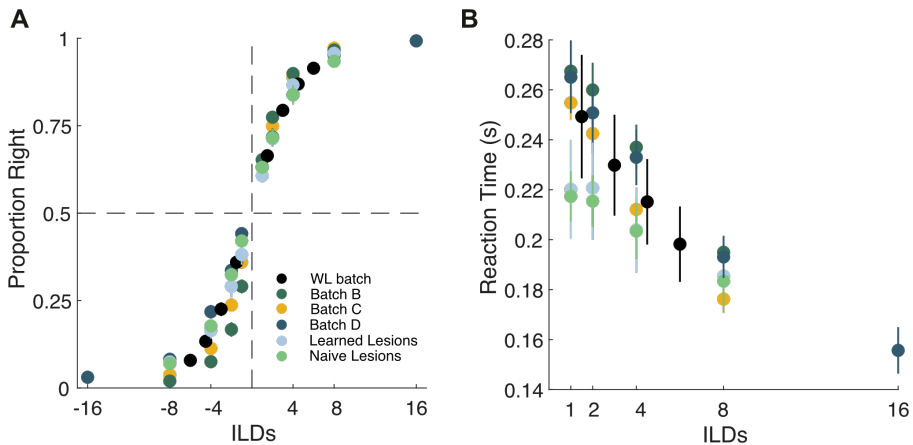 A
Proportion Right
1
0.75
0.5
0.25
0
-16
-8
-4
4
8
16
ILDs
WL batch
Batch B
Batch C
Batch D
Learned Lesions
Naive Lesions
B
Reaction Time (s)
0.28
0.26
0.24
0.22
0.2
0.18
0.16
0.14
1
2
4
8
16
ILDs